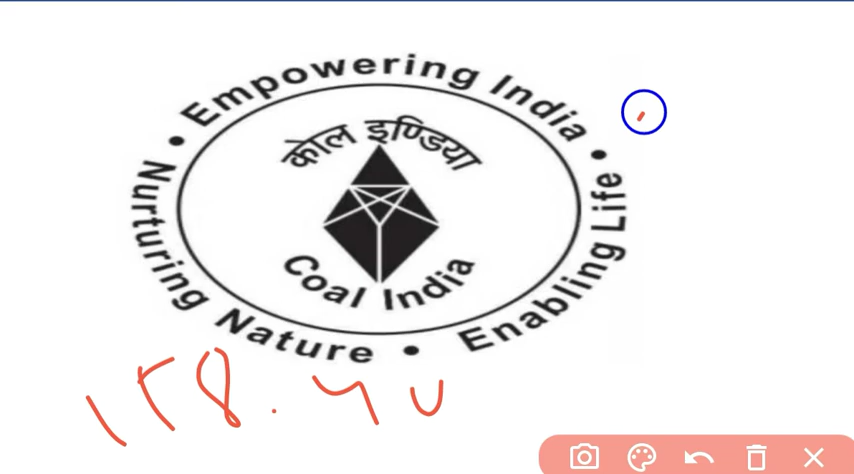 • Empowering India •
Enabling Life •
Nurturing Nature
कोल इण्डिया
Coal India
158.40